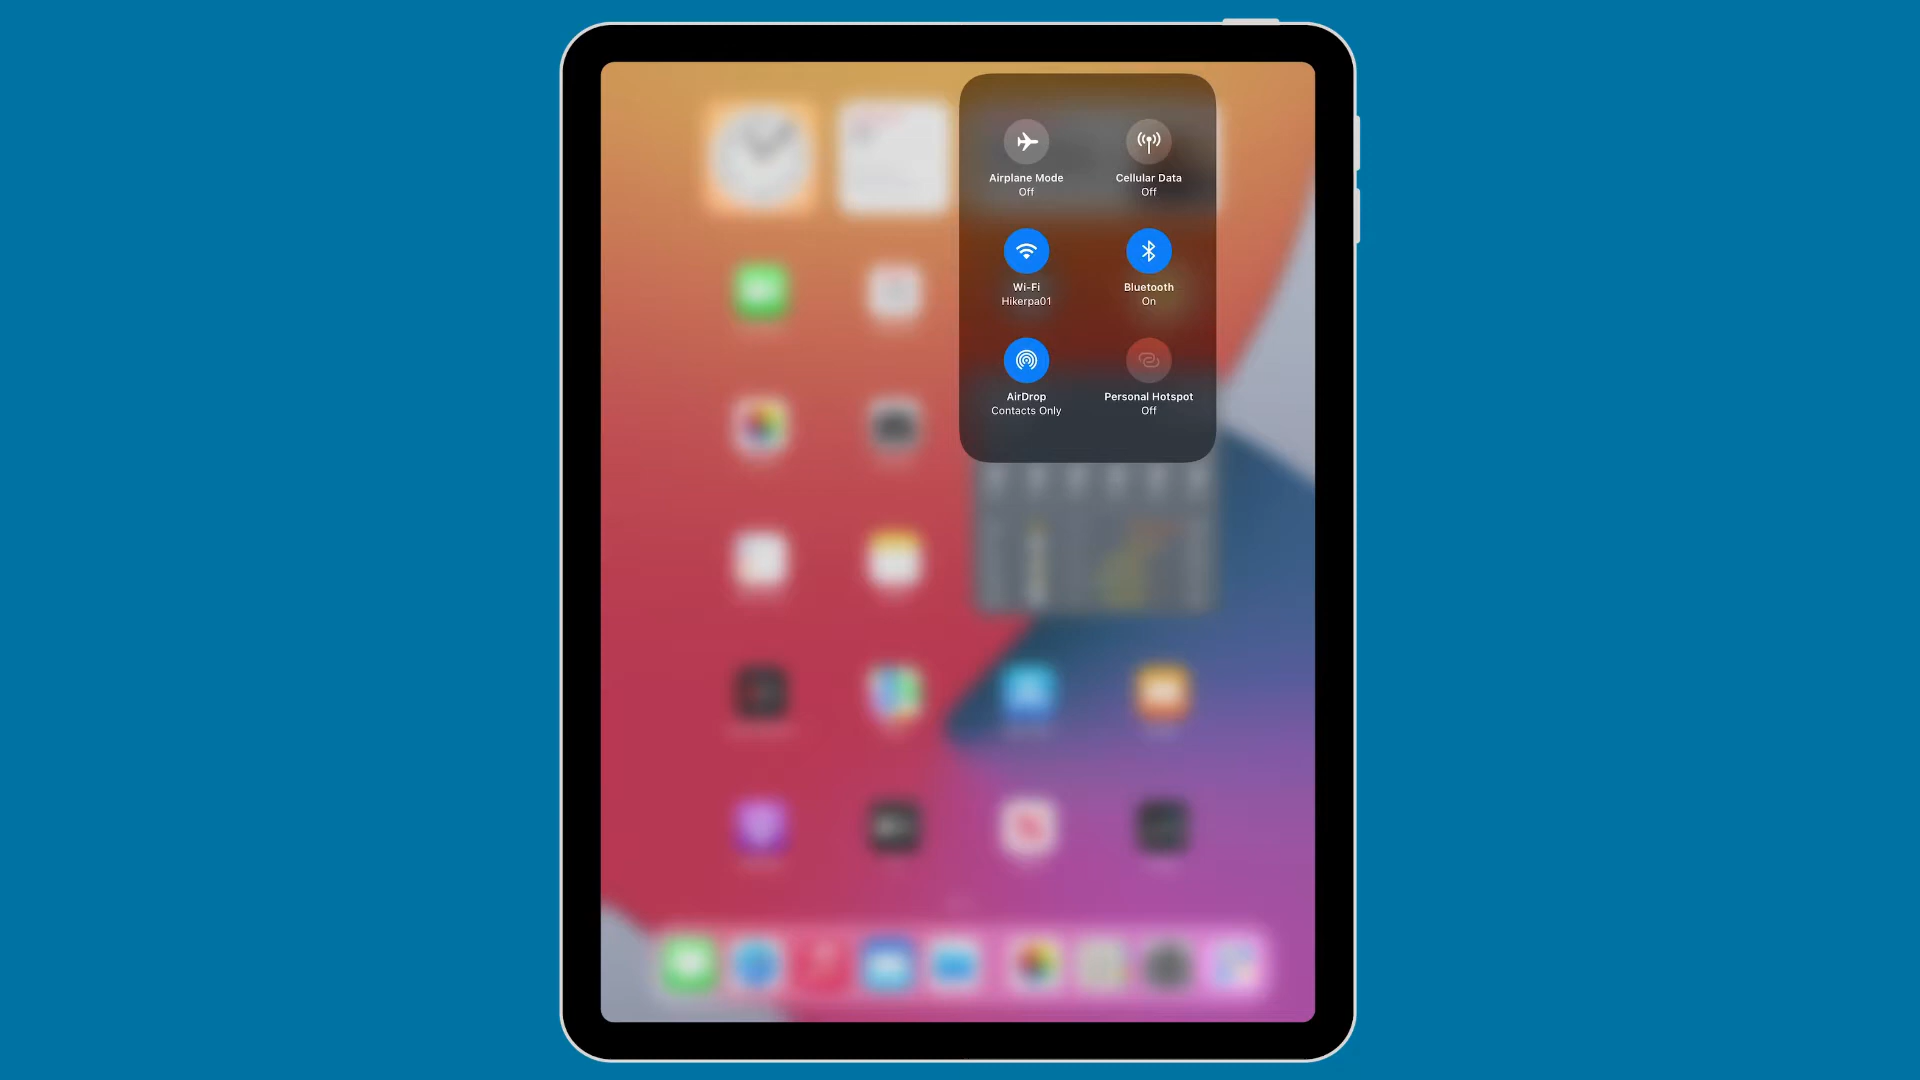 Airplane Mode
Off
Cellular Data
Off
Wi-Fi
Hikerpa01
Bluetooth
On
AirDrop
Contacts Only
Personal Hotspot
Off